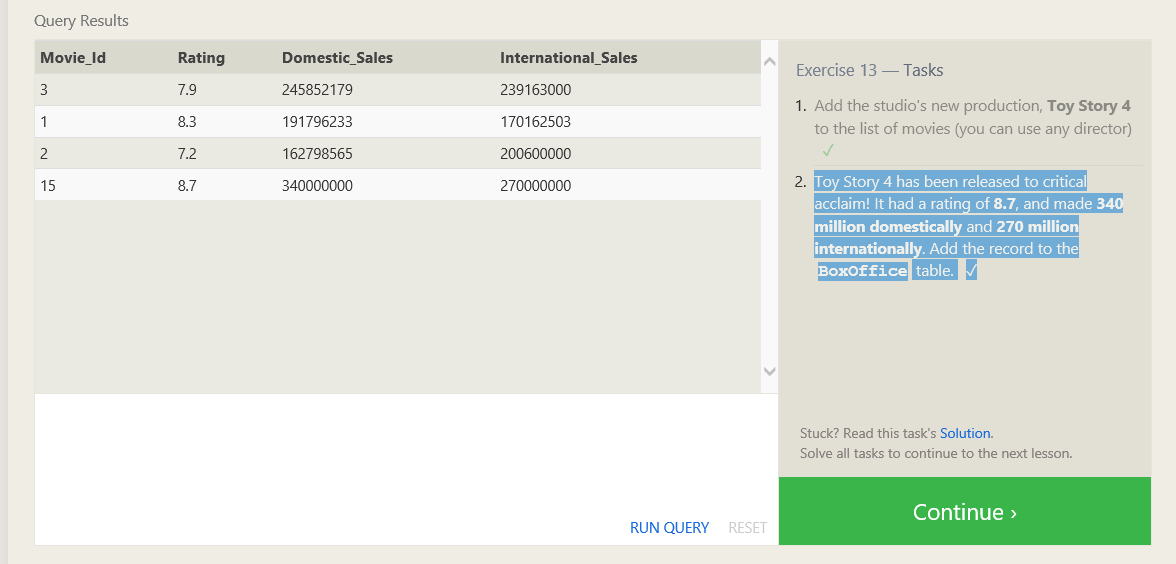 Query Results
Movie_Id Rating Domestic_Sales International_Sales
3 7.9 245852179 239163000
1 8.3 191796233 170162503
2 7.2 162798565 200600000
15 8.7 340000000 270000000
RUN QUERY RESET
Exercise 13 — Tasks
1. Add the studio's new production, Toy Story 4
to the list of movies (you can use any director)
✓
2. Toy Story 4 has been released to critical
acclaim! It had a rating of 8.7, and made 340
million domestically and 270 million
internationally. Add the record to the
BoxOffice table. ✓
Stuck? Read this task's Solution.
Solve all tasks to continue to the next lesson.
Continue ›